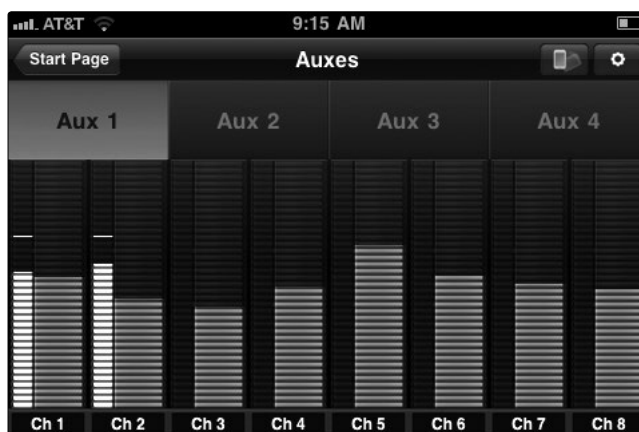 AT&T 9:15 AM
Start Page Auxes
Aux 1 Aux 2 Aux 3 Aux 4
Ch 1 Ch 2 Ch 3 Ch 4 Ch 5 Ch 6 Ch 7 Ch 8